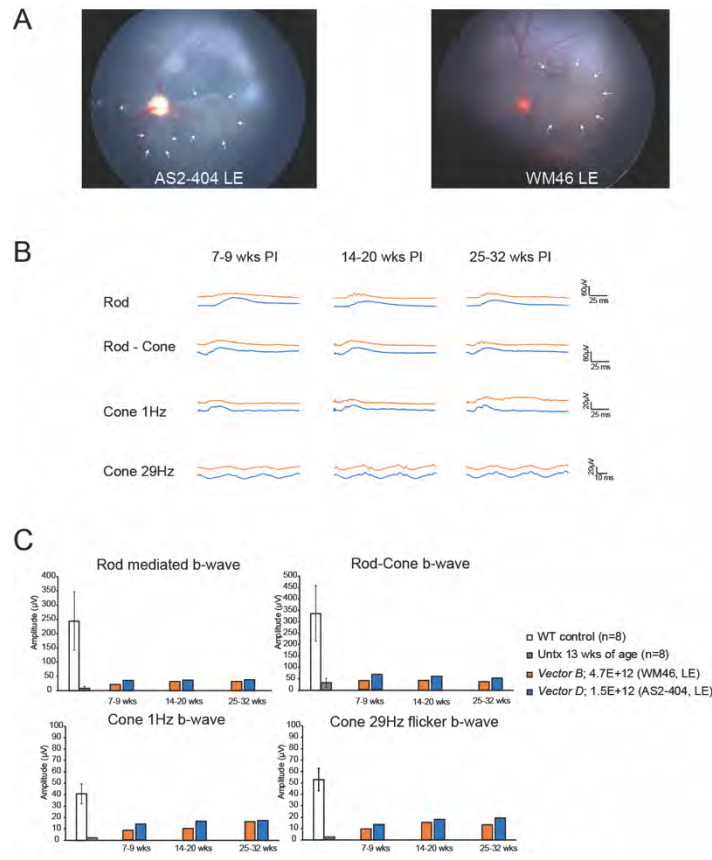 A
AS2-404 LE
WM46 LE
B
7-9 wks PI
14-20 wks PI
25-32 wks PI
Rod
60µV
25 ms
Rod - Cone
80µV
25 ms
Cone 1Hz
20µV
25 ms
Cone 29Hz
20µV
10 ms
C
Rod mediated b-wave
Amplitude (µV)
400
350
300
250
200
150
100
50
0
7-9 wks
14-20 wks
25-32 wks
Rod-Cone b-wave
Amplitude (µV)
500
450
400
350
300
250
200
150
100
50
0
7-9 wks
14-20 wks
25-32 wks
WT control (n=8)
Untx 13 wks of age (n=8)
Vector B; 4.7E+12 (WM46, LE)
Vector D; 1.5E+12 (AS2-404, LE)
Cone 1Hz b-wave
Amplitude (µV)
100
90
80
70
60
50
40
30
20
10
0
7-9 wks
14-20 wks
25-32 wks
Cone 29Hz flicker b-wave
Amplitude (µV)
100
90
80
70
60
50
40
30
20
10
0
7-9 wks
14-20 wks
25-32 wks